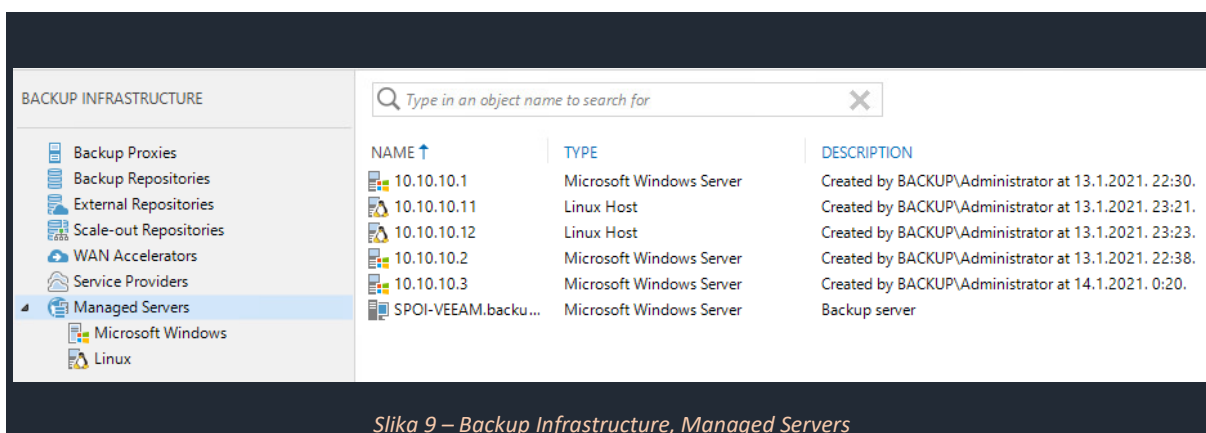 BACKUP INFRASTRUCTURE
Backup Proxies
Backup Repositories
External Repositories
Scale-out Repositories
WAN Accelerators
Service Providers
Managed Servers
Microsoft Windows
Linux
Type in an object name to search for
NAME TYPE DESCRIPTION
10.10.10.1 Microsoft Windows Server Created by BACKUP\Administrator at 13.1.2021. 22:30.
10.10.10.11 Linux Host Created by BACKUP\Administrator at 13.1.2021. 23:21.
10.10.10.12 Linux Host Created by BACKUP\Administrator at 13.1.2021. 23:23.
10.10.10.2 Microsoft Windows Server Created by BACKUP\Administrator at 13.1.2021. 22:38.
10.10.10.3 Microsoft Windows Server Created by BACKUP\Administrator at 14.1.2021. 0:20.
SPOI-VEEAM.backu... Microsoft Windows Server Backup server
Slika 9 – Backup Infrastructure, Managed Servers